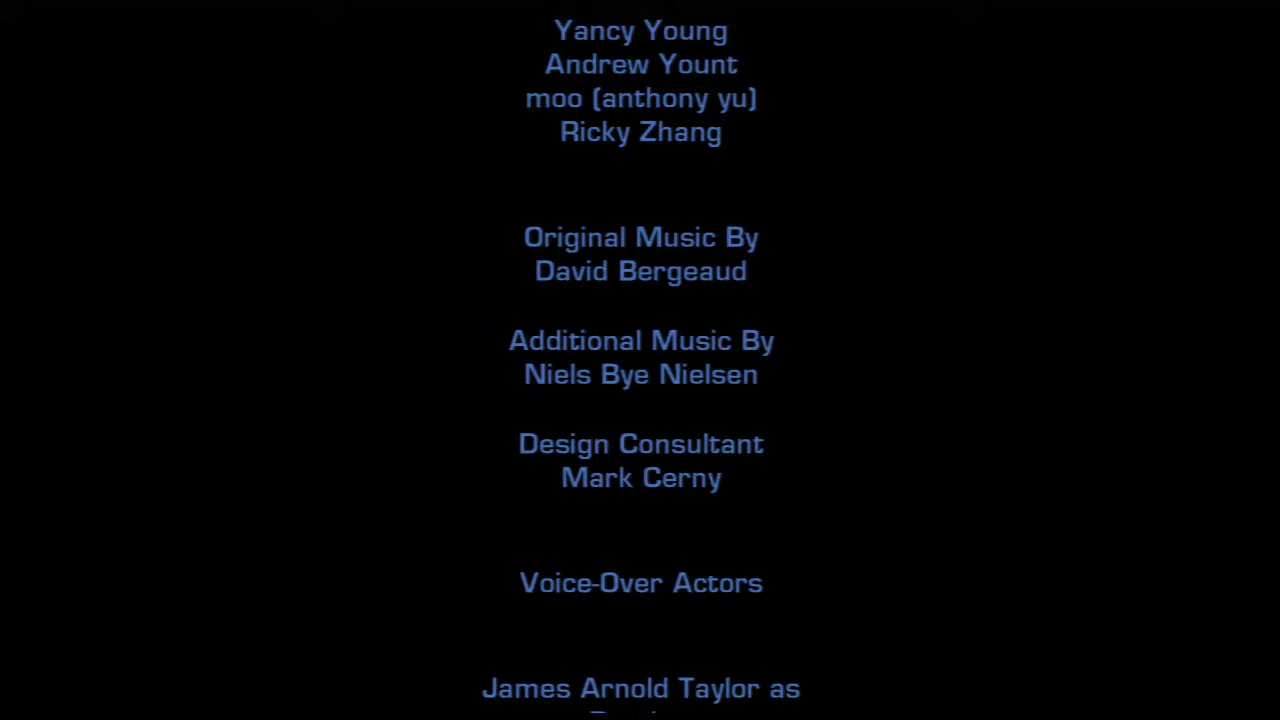 Yancy Young
Andrew Yount
moo (anthony yu)
Ricky Zhang
Original Music By
David Bergeaud
Additional Music By
Niels Bye Nielsen
Design Consultant
Mark Cerny
Voice-Over Actors
James Arnold Taylor as